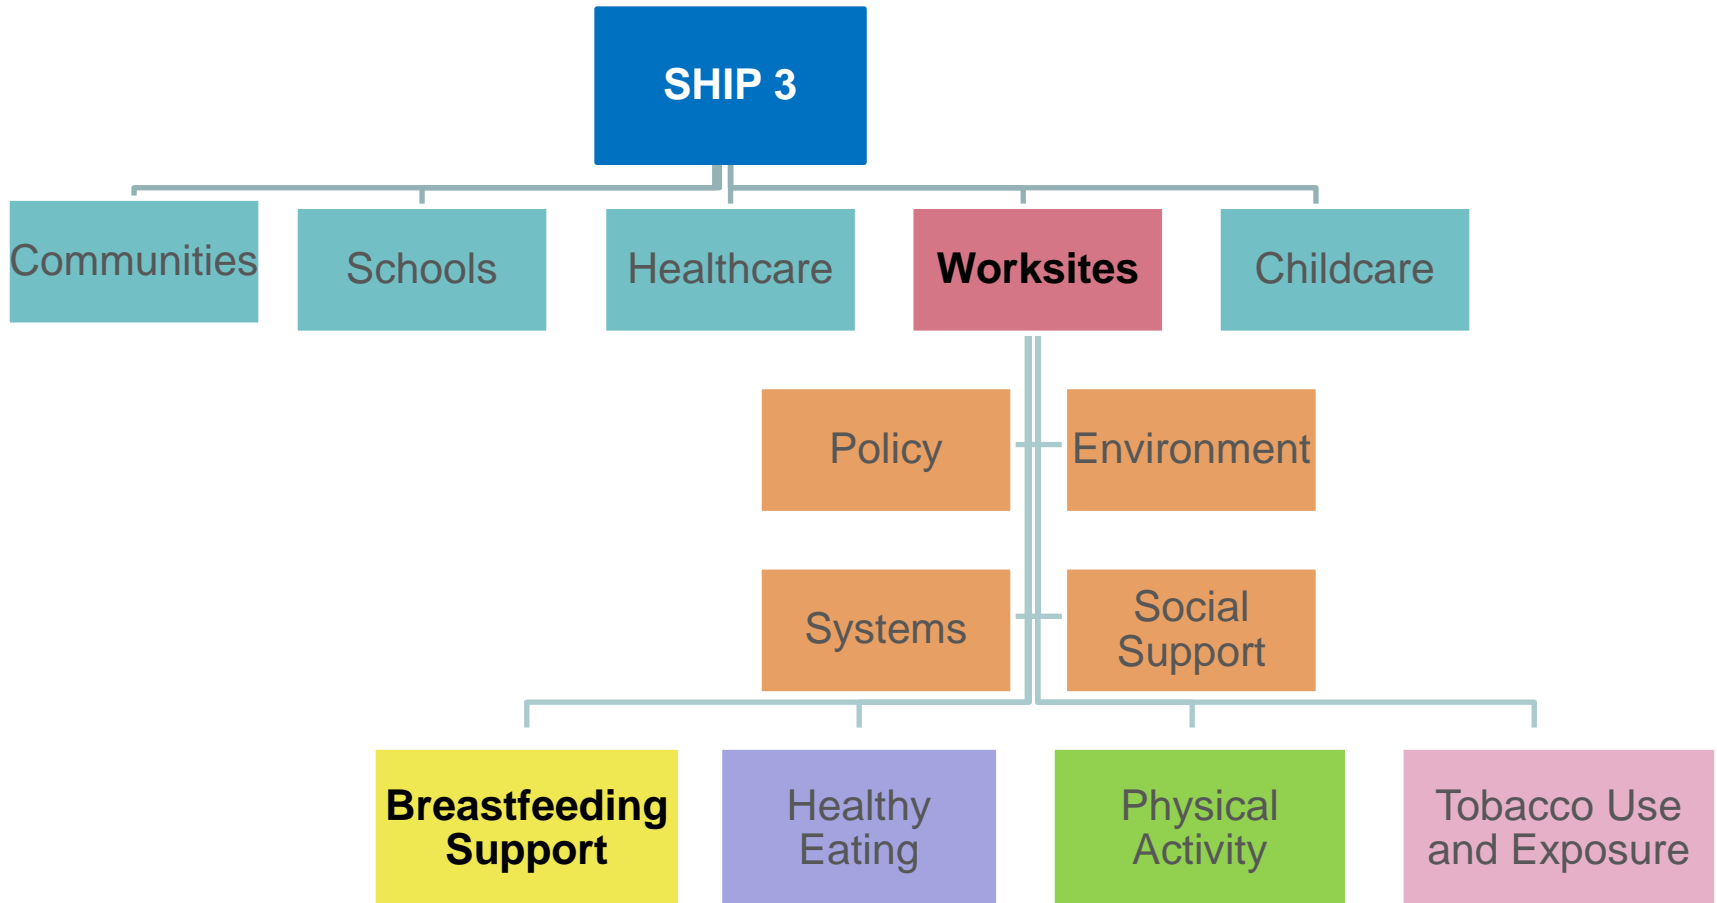 SHIP 3
Communities
Schools
Healthcare
Worksites
Childcare
Policy
Environment
Systems
Social
Support
Breastfeeding
Support
Healthy
Eating
Physical
Activity
Tobacco Use
and Exposure